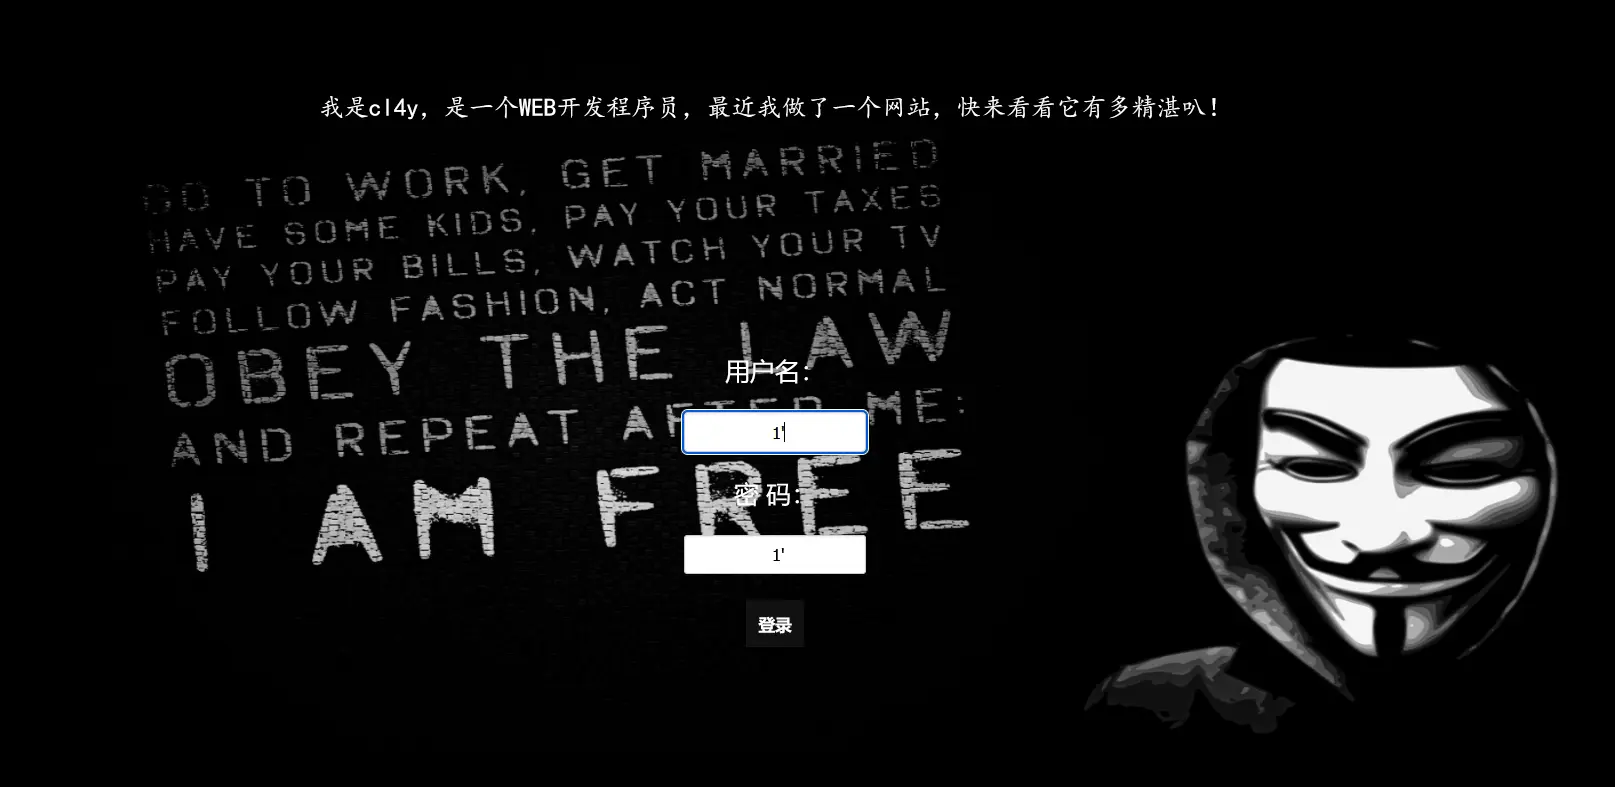 我是cl4y，是一个WEB开发程序员，最近我做了一个网站，快来看看它有多精湛叭！
GO TO WORK, GET MARRIED
HAVE SOME KIDS, PAY YOUR TAXES
PAY YOUR BILLS, WATCH YOUR TV
FOLLOW FASHION, ACT NORMAL
OBEY THE LAW
AND REPEAT AFTER ME:
I AM FREE
用户名：
1'
密 码：
1'
登录